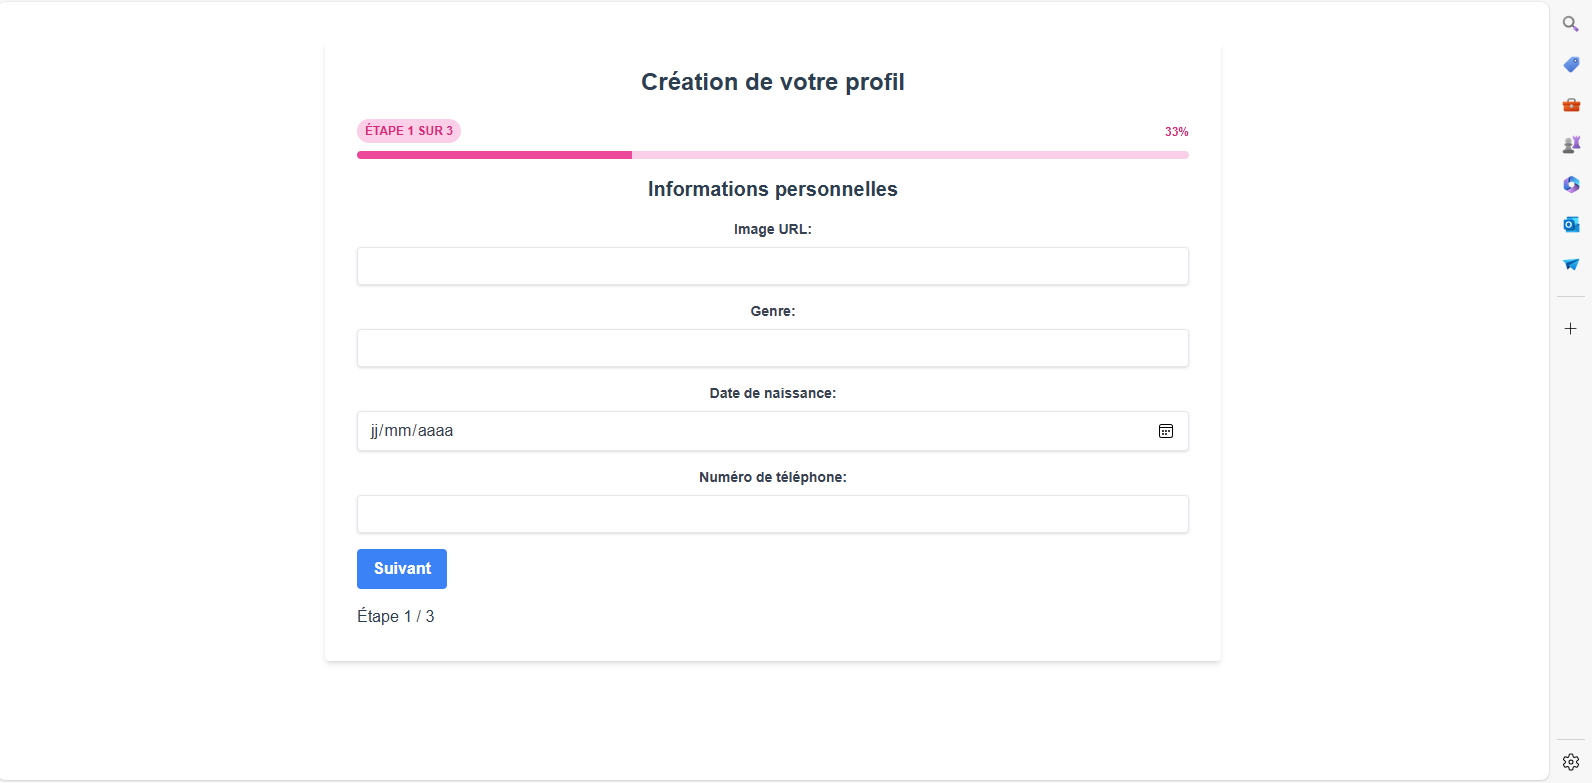 Création de votre profil
ÉTAPE 1 SUR 3
33%
Informations personnelles
Image URL:
Genre:
Date de naissance:
jj/mm/aaaa
Numéro de téléphone:
Suivant
Étape 1 / 3